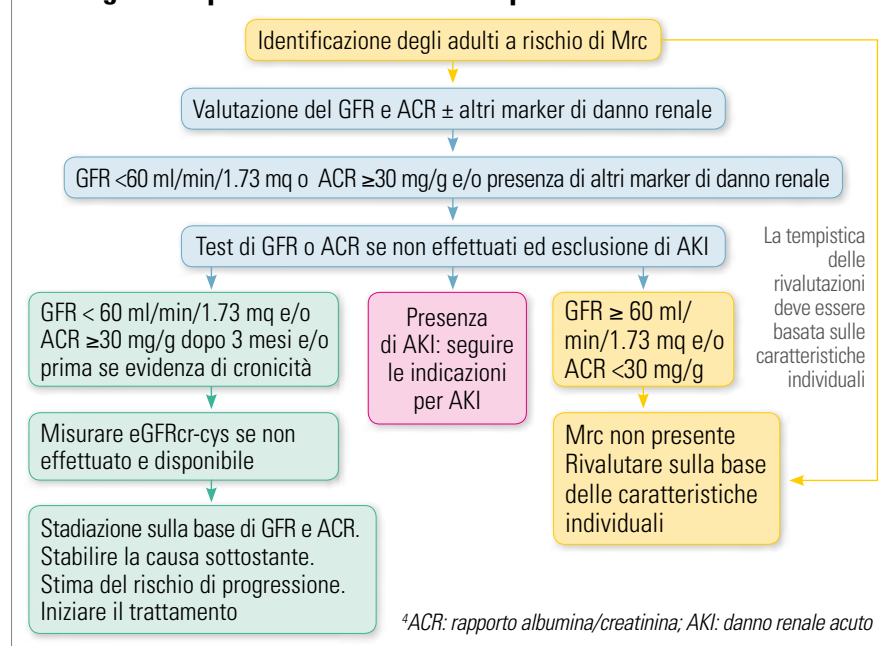 Identificazione degli adulti a rischio di Mrc
Valutazione del GFR e ACR ± altri marker di danno renale
GFR <60 ml/min/1.73 mq o ACR ≥30 mg/g e/o presenza di altri marker di danno renale
Test di GFR o ACR se non effettuati ed esclusione di AKI
La tempistica
delle
rivalutazioni
deve essere
basata sulle
caratteristiche
individuali
GFR < 60 ml/min/1.73 mq e/o
ACR ≥30 mg/g dopo 3 mesi e/o
prima se evidenza di cronicità
Presenza
di AKI: seguire
le indicazioni
per AKI
GFR ≥ 60 ml/
min/1.73 mq e/o
ACR <30 mg/g
Misurare eGFRcr-cys se non
effettuato e disponibile
Mrc non presente
Rivalutare sulla base
delle caratteristiche
individuali
Stadiazione sulla base di GFR e ACR.
Stabilire la causa sottostante.
Stima del rischio di progressione.
Iniziare il trattamento
⁴ACR: rapporto albumina/creatinina; AKI: danno renale acuto